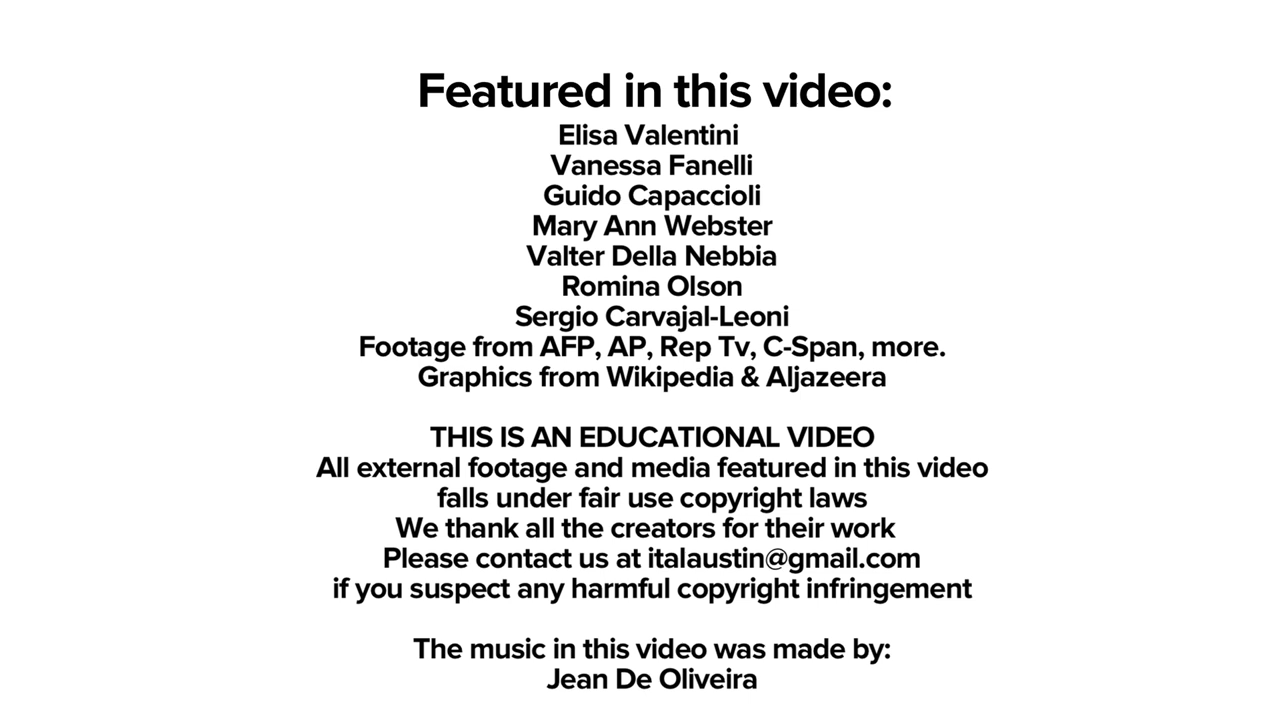 Featured in this video:
Elisa Valentini
Vanessa Fanelli
Guido Capaccioli
Mary Ann Webster
Valter Della Nebbia
Romina Olson
Sergio Carvajal-Leoni
Footage from AFP, AP, Rep Tv, C-Span, more.
Graphics from Wikipedia & Aljazeera
THIS IS AN EDUCATIONAL VIDEO
All external footage and media featured in this video
falls under fair use copyright laws
We thank all the creators for their work
Please contact us at italaustin@gmail.com
if you suspect any harmful copyright infringement
The music in this video was made by:
Jean De Oliveira